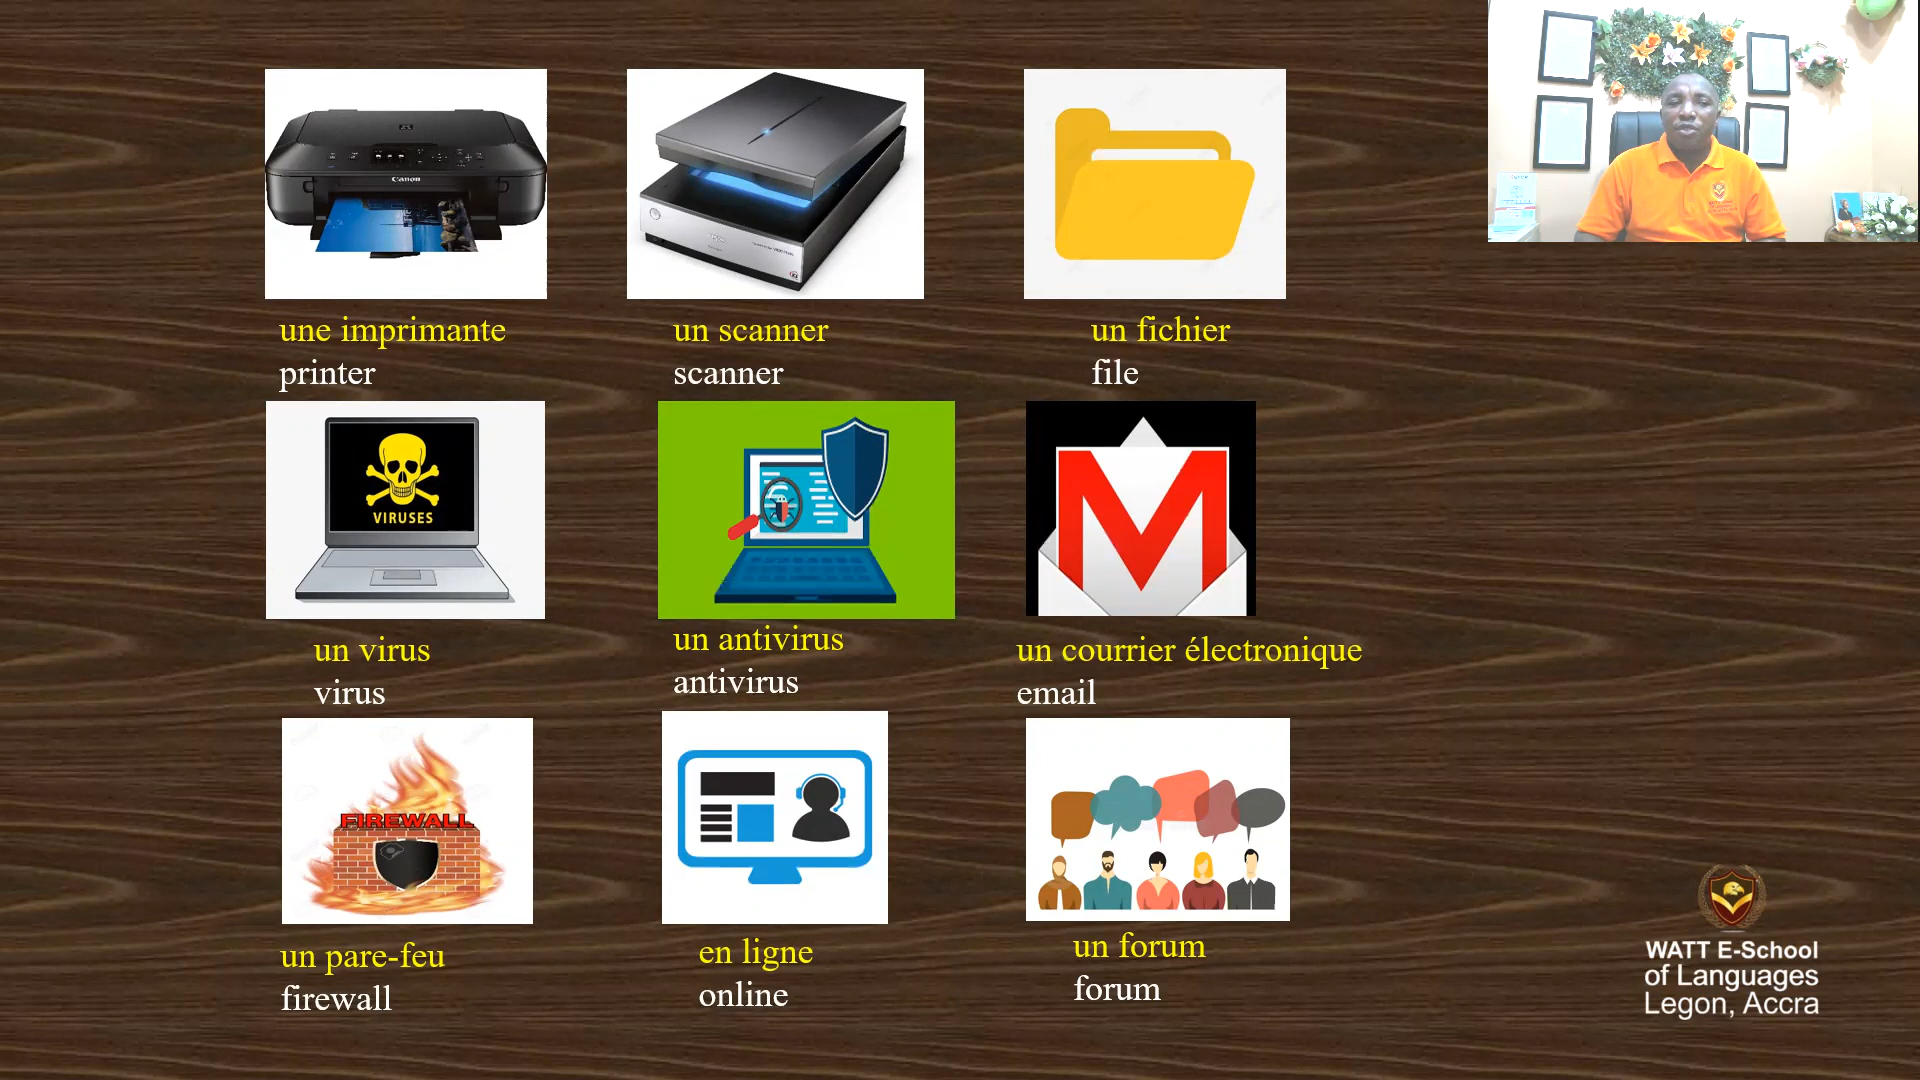 Canon
une imprimante
printer
un scanner
scanner
un fichier
file
VIRUSES
un virus
virus
un antivirus
antivirus
M
un courrier électronique
email
FIREWALL
un pare-feu
firewall
en ligne
online
un forum
forum
WATT E-School
of Languages
Legon, Accra